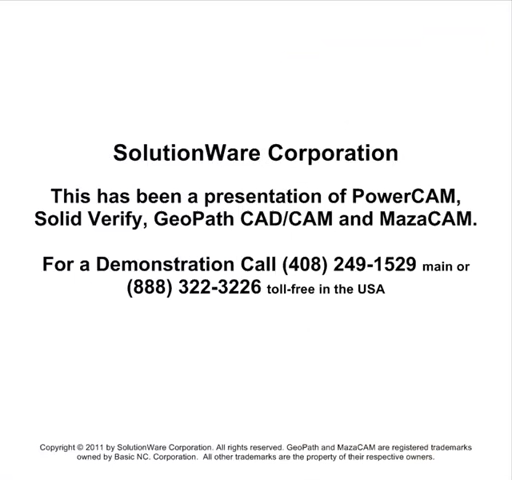 SolutionWare Corporation
This has been a presentation of PowerCAM,
Solid Verify, GeoPath CAD/CAM and MazaCAM.
For a Demonstration Call (408) 249-1529 main or
(888) 322-3226 toll-free in the USA
Copyright © 2011 by SolutionWare Corporation. All rights reserved. GeoPath and MazaCAM are registered trademarks
owned by Basic NC. Corporation. All other trademarks are the property of their respective owners.